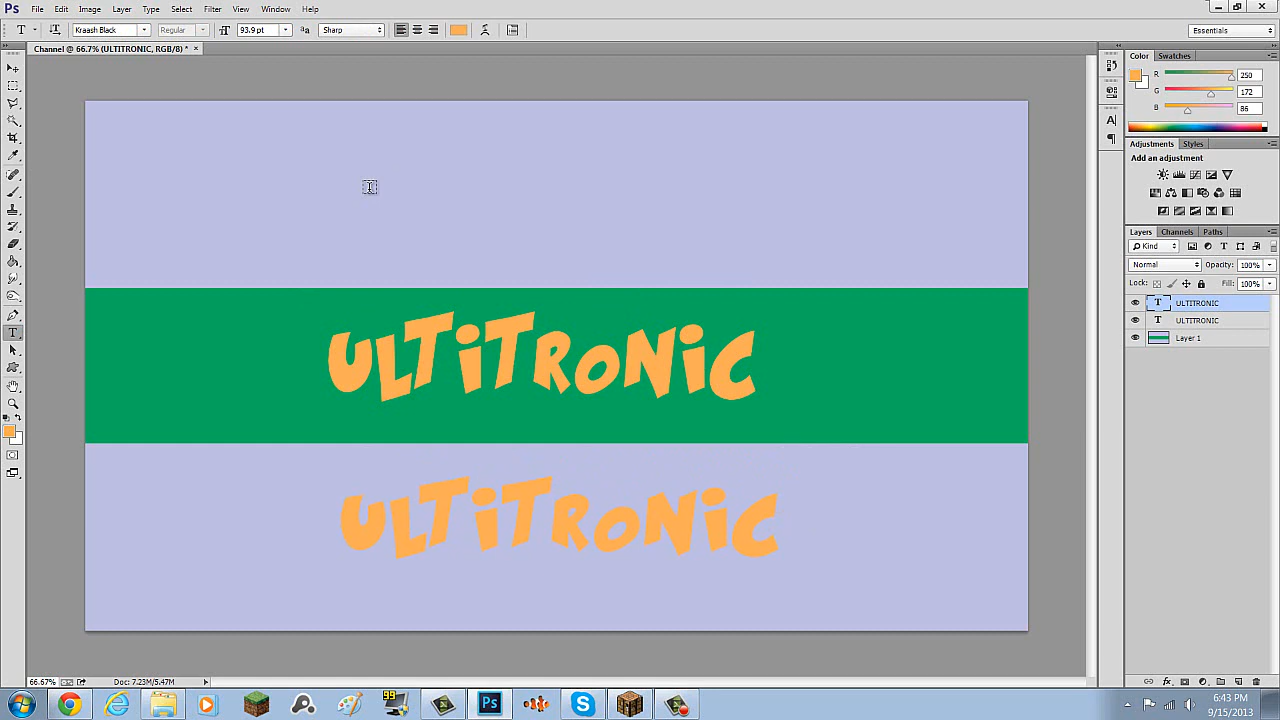 Ps File Edit Image Layer Type Select Filter View Window Help
T Kraash Black Regular 93.9 pt Sharp Essentials
Channel @ 66.7% (ULTITRONIC, RGB/8) * ×
Color Swatches
R 250
G 172
B 86
Adjustments Styles
Add an adjustment
Layers Channels Paths
Kind
Normal Opacity: 100%
Lock: Fill: 100%
T ULTITRONIC
T ULTITRONIC
Layer 1
ULTiTRONiC
ULTiTRONiC
66.67% Doc: 7.23M/5.47M
99 Ps
6:43 PM
9/15/2013